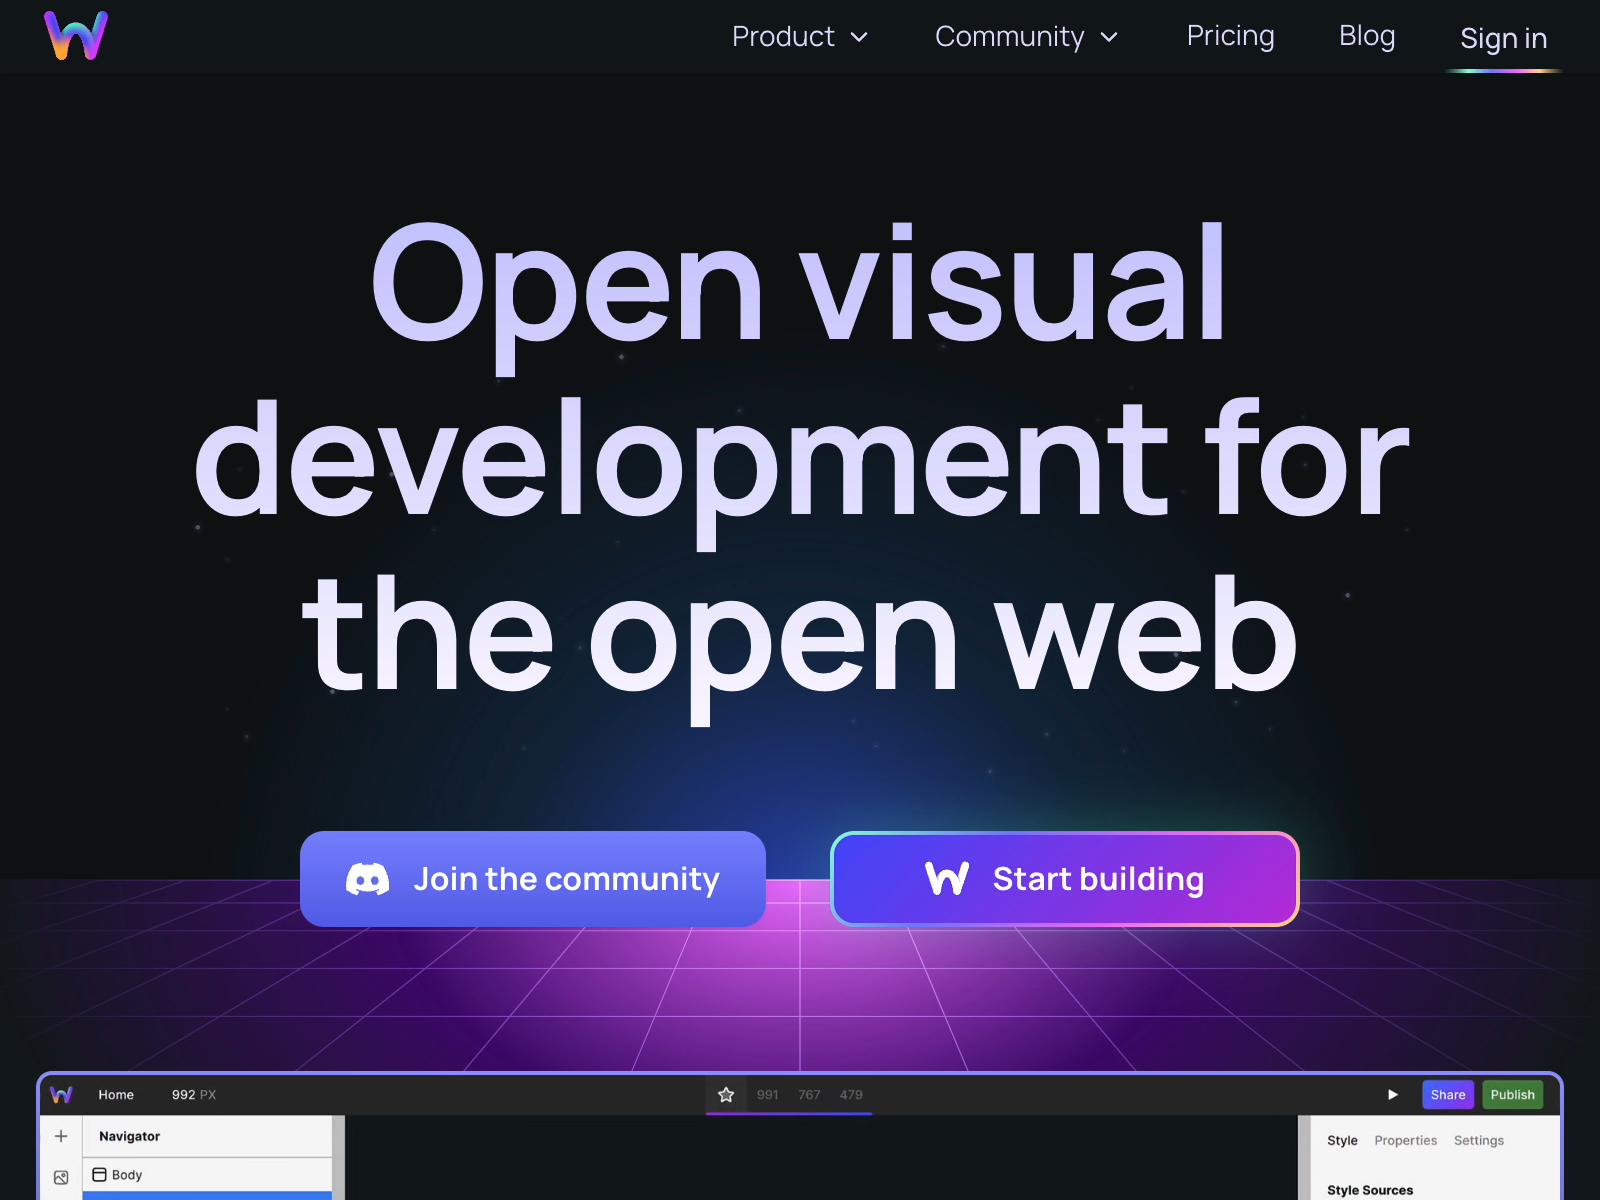 Product
Community
Pricing
Blog
Sign in
Open visual
development for
the open web
Join the community
Start building
Home
992 PX
991
767
479
Share
Publish
Navigator
Body
Style
Properties
Settings
Style Sources